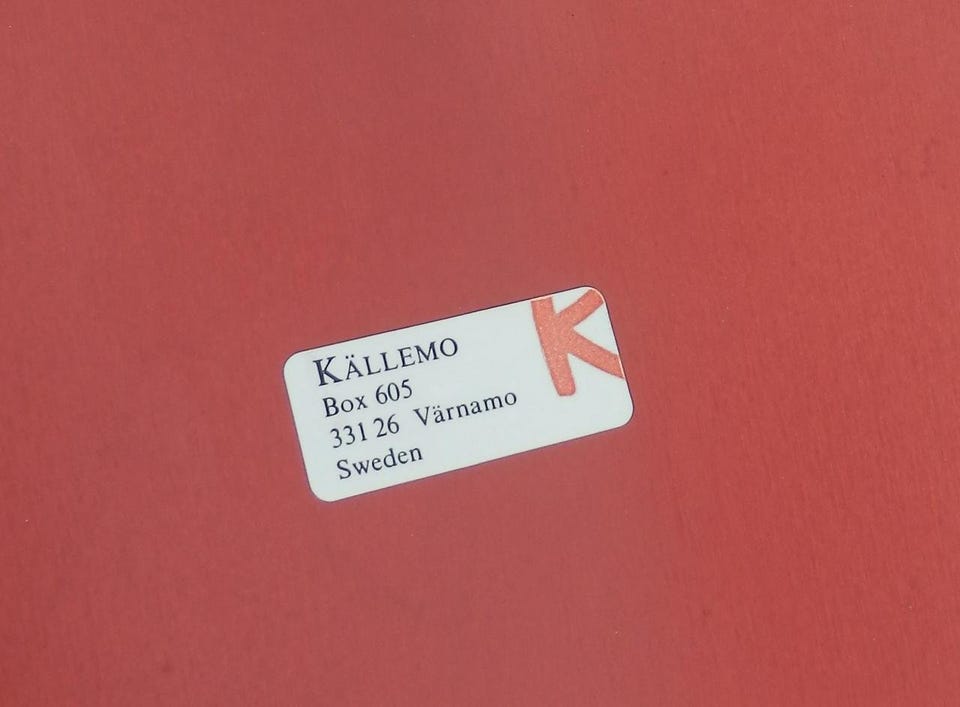 KÄLLEMO
Box 605
331 26 Värnamo
Sweden
K